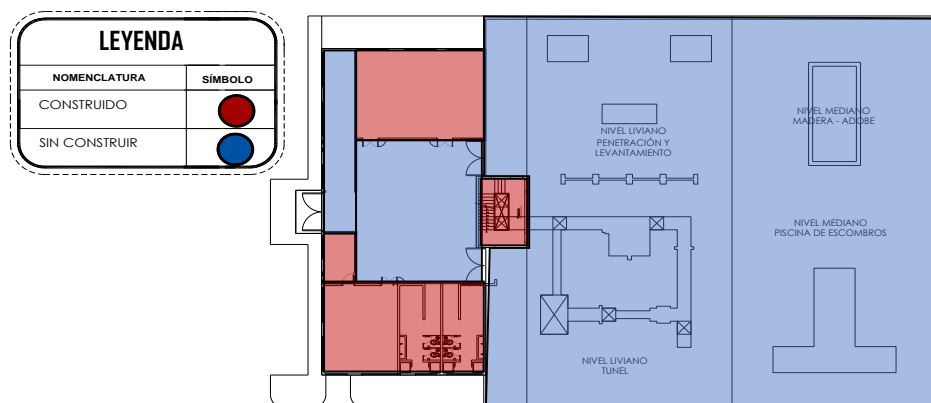 LEYENDA
NOMENCLATURA
SÍMBOLO
CONSTRUIDO
SIN CONSTRUIR
NIVEL LIVIANO
PENETRACIÓN Y
LEVANTAMIENTO
NIVEL MEDIANO
MADERA - ADOBE
NIVEL MEDIANO
PISCINA DE ESCOMBROS
NIVEL LIVIANO
TUNEL